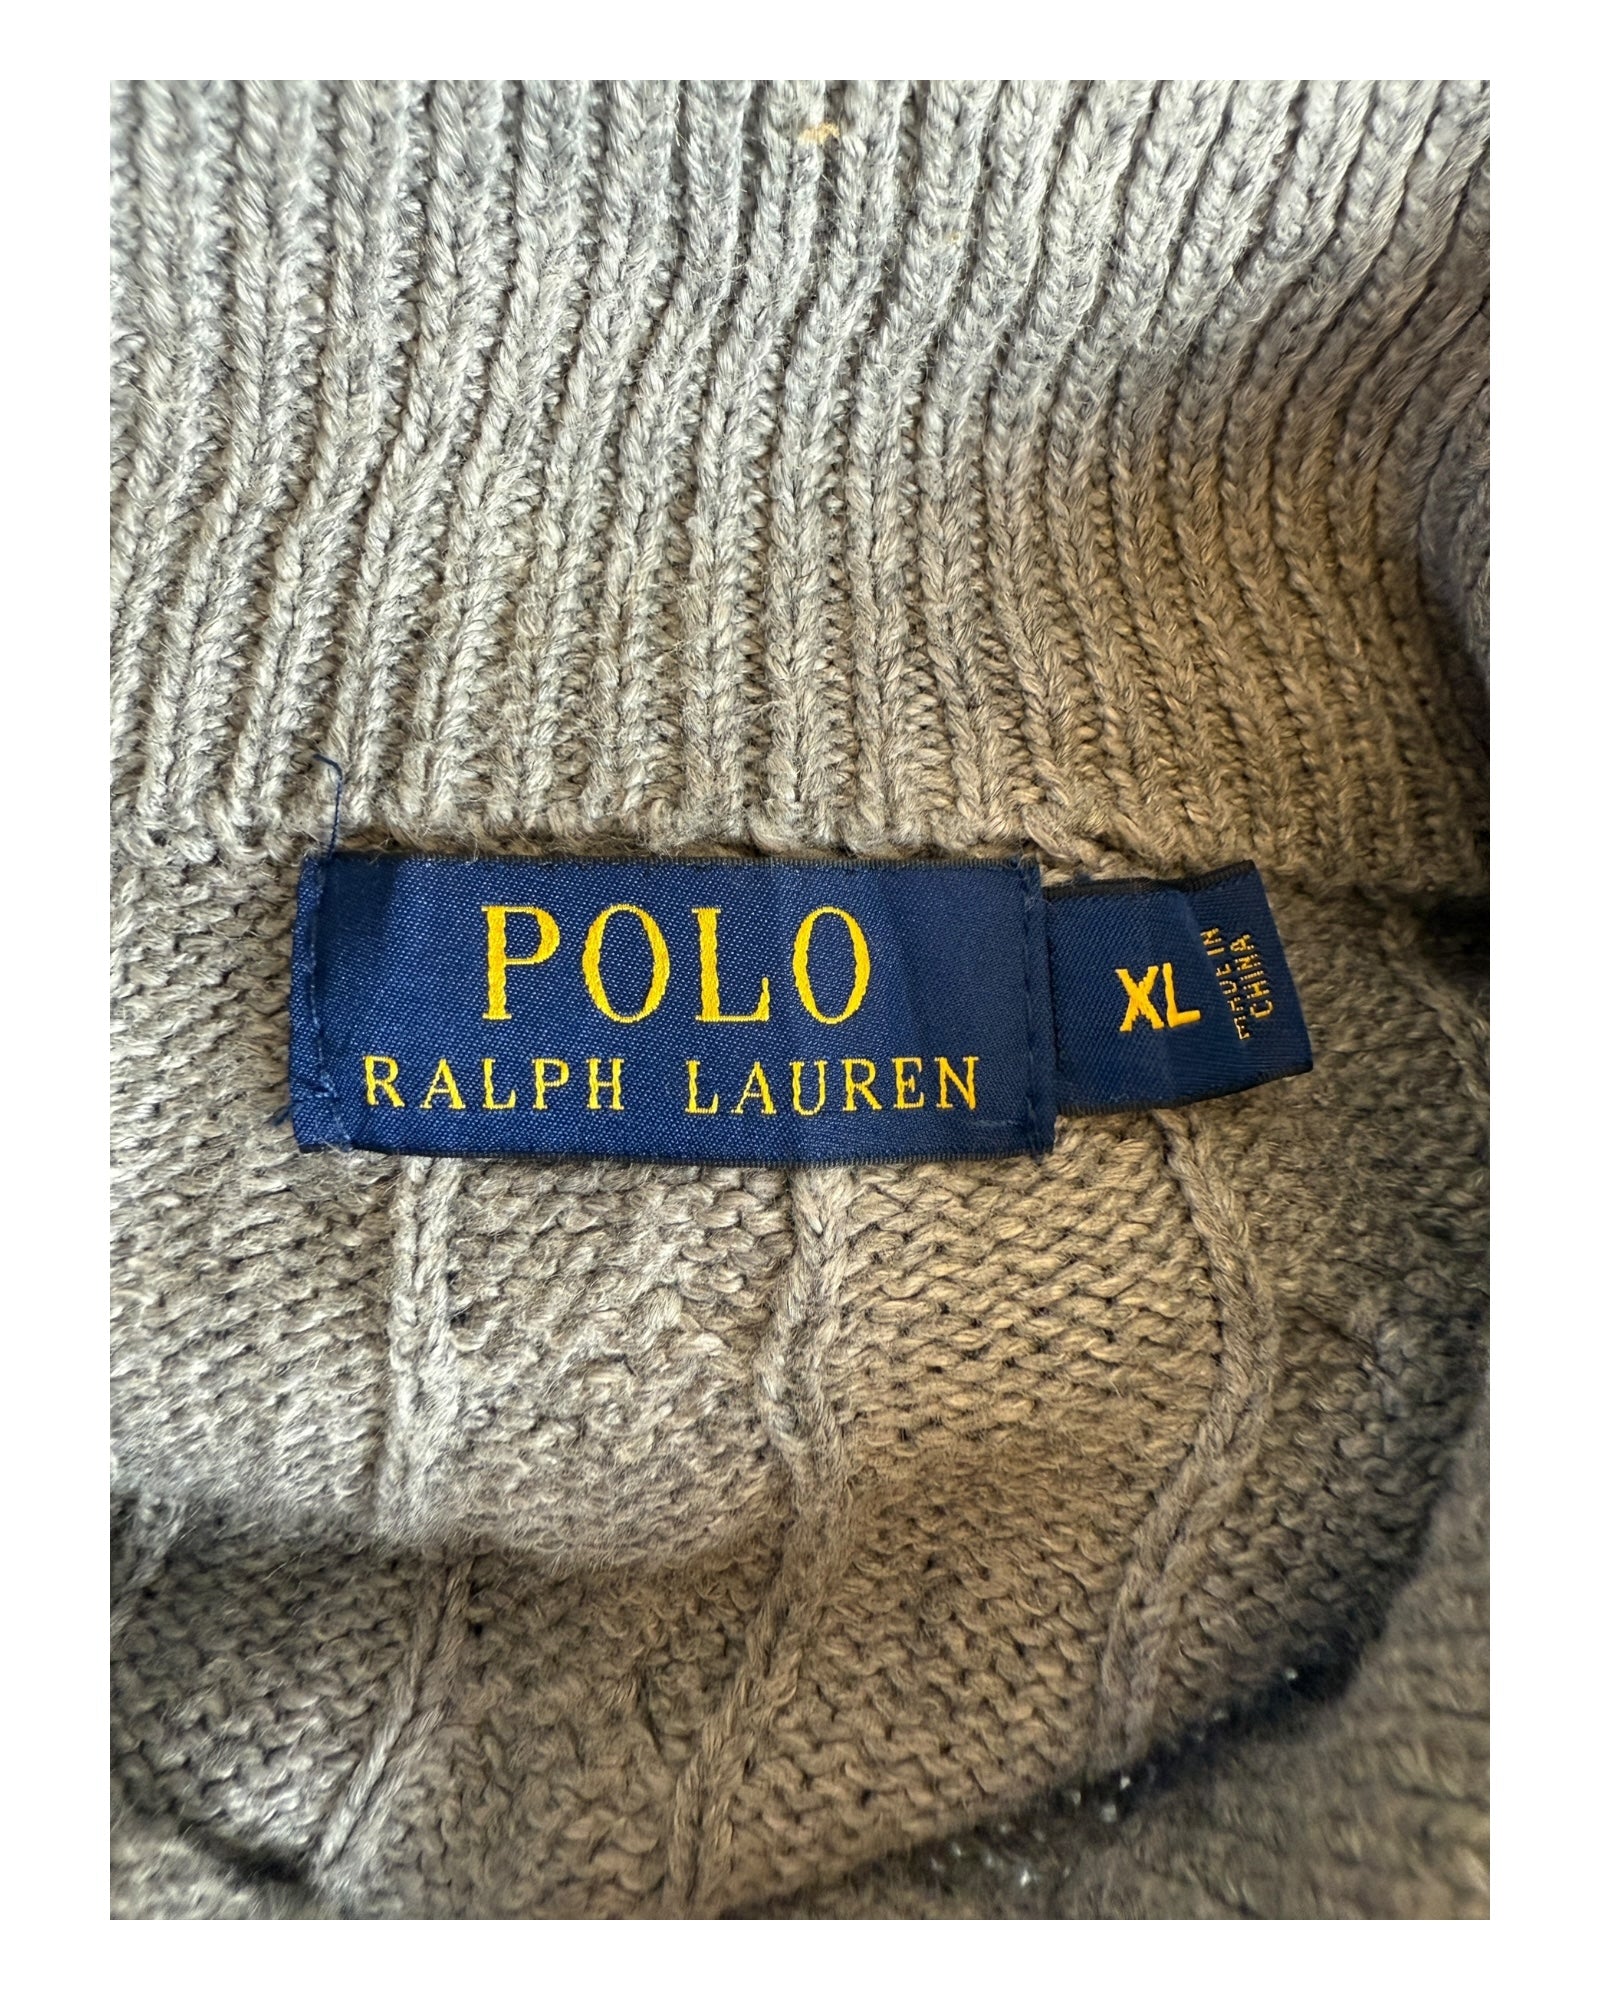 POLO
RALPH LAUREN
XL
MADE IN
CHINA